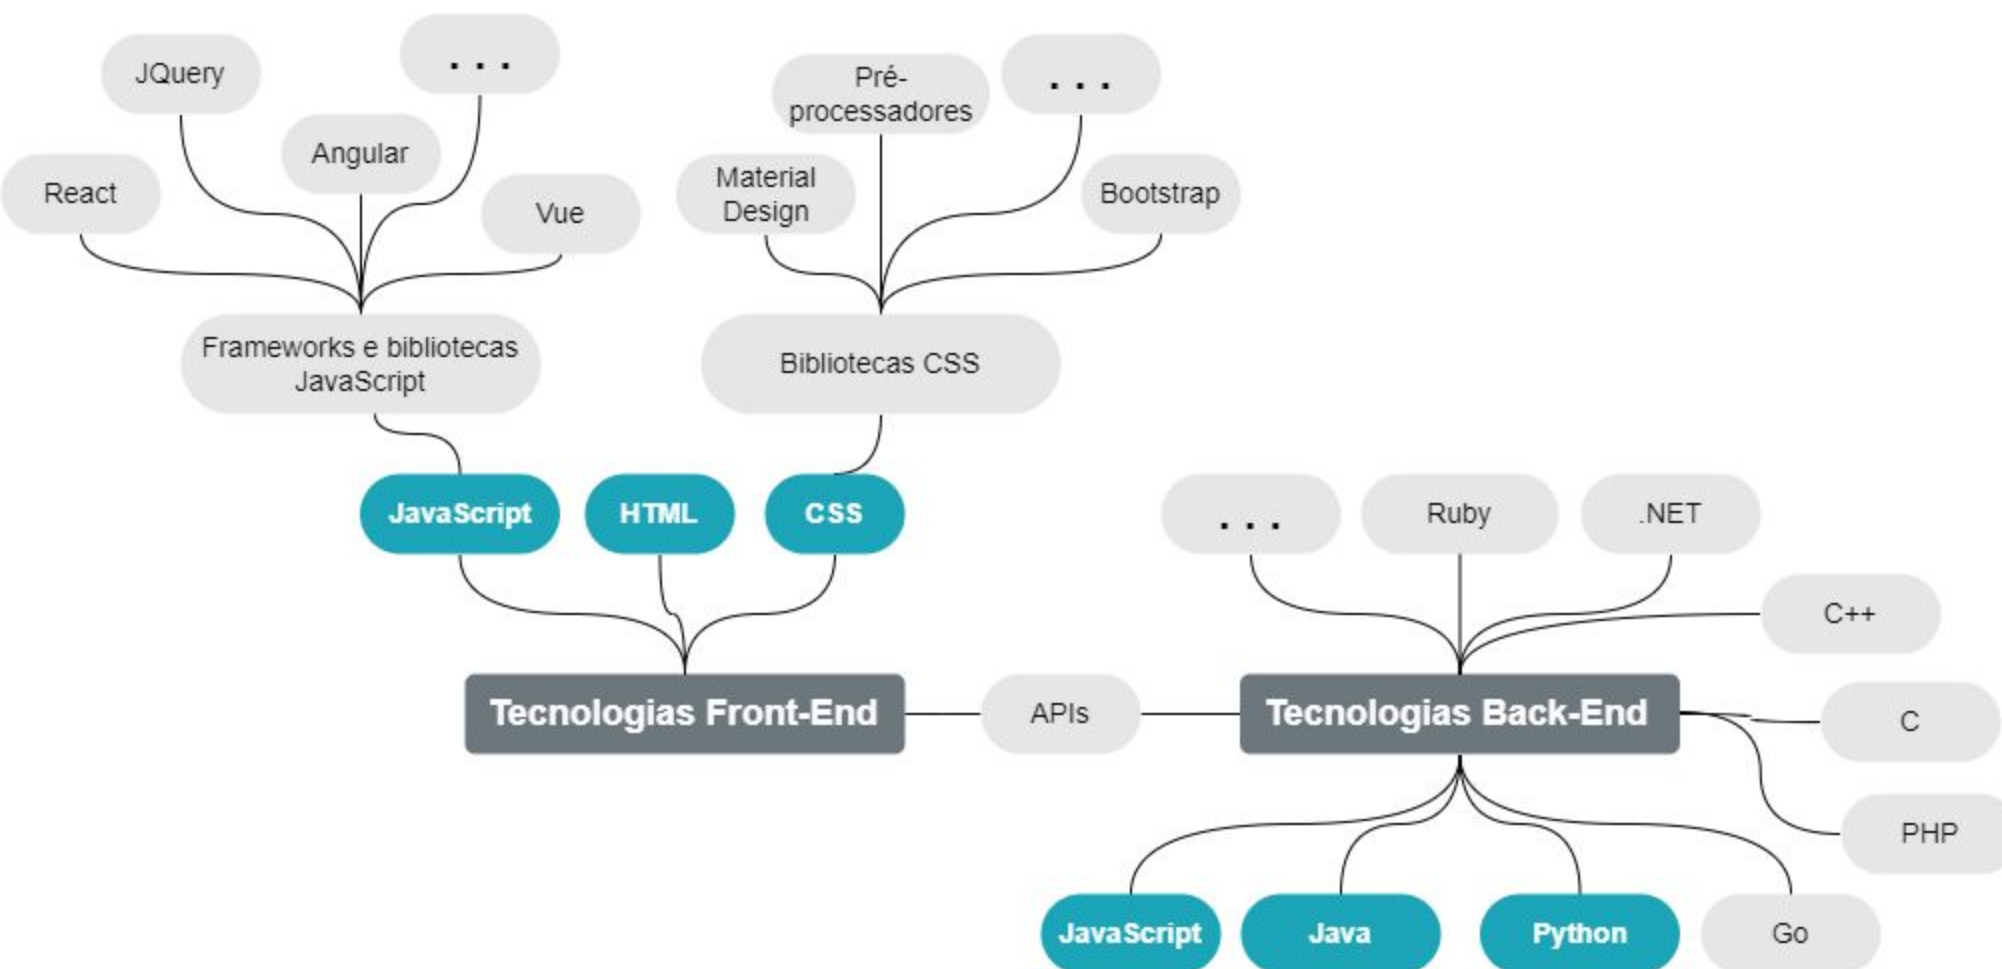 . . .
JQuery
Pré-
processadores
. . .
Angular
React
Vue
Material
Design
Bootstrap
Frameworks e bibliotecas
JavaScript
Bibliotecas CSS
JavaScript
HTML
CSS
. . .
Ruby
.NET
C++
Tecnologias Front-End
APIs
Tecnologias Back-End
C
PHP
JavaScript
Java
Python
Go